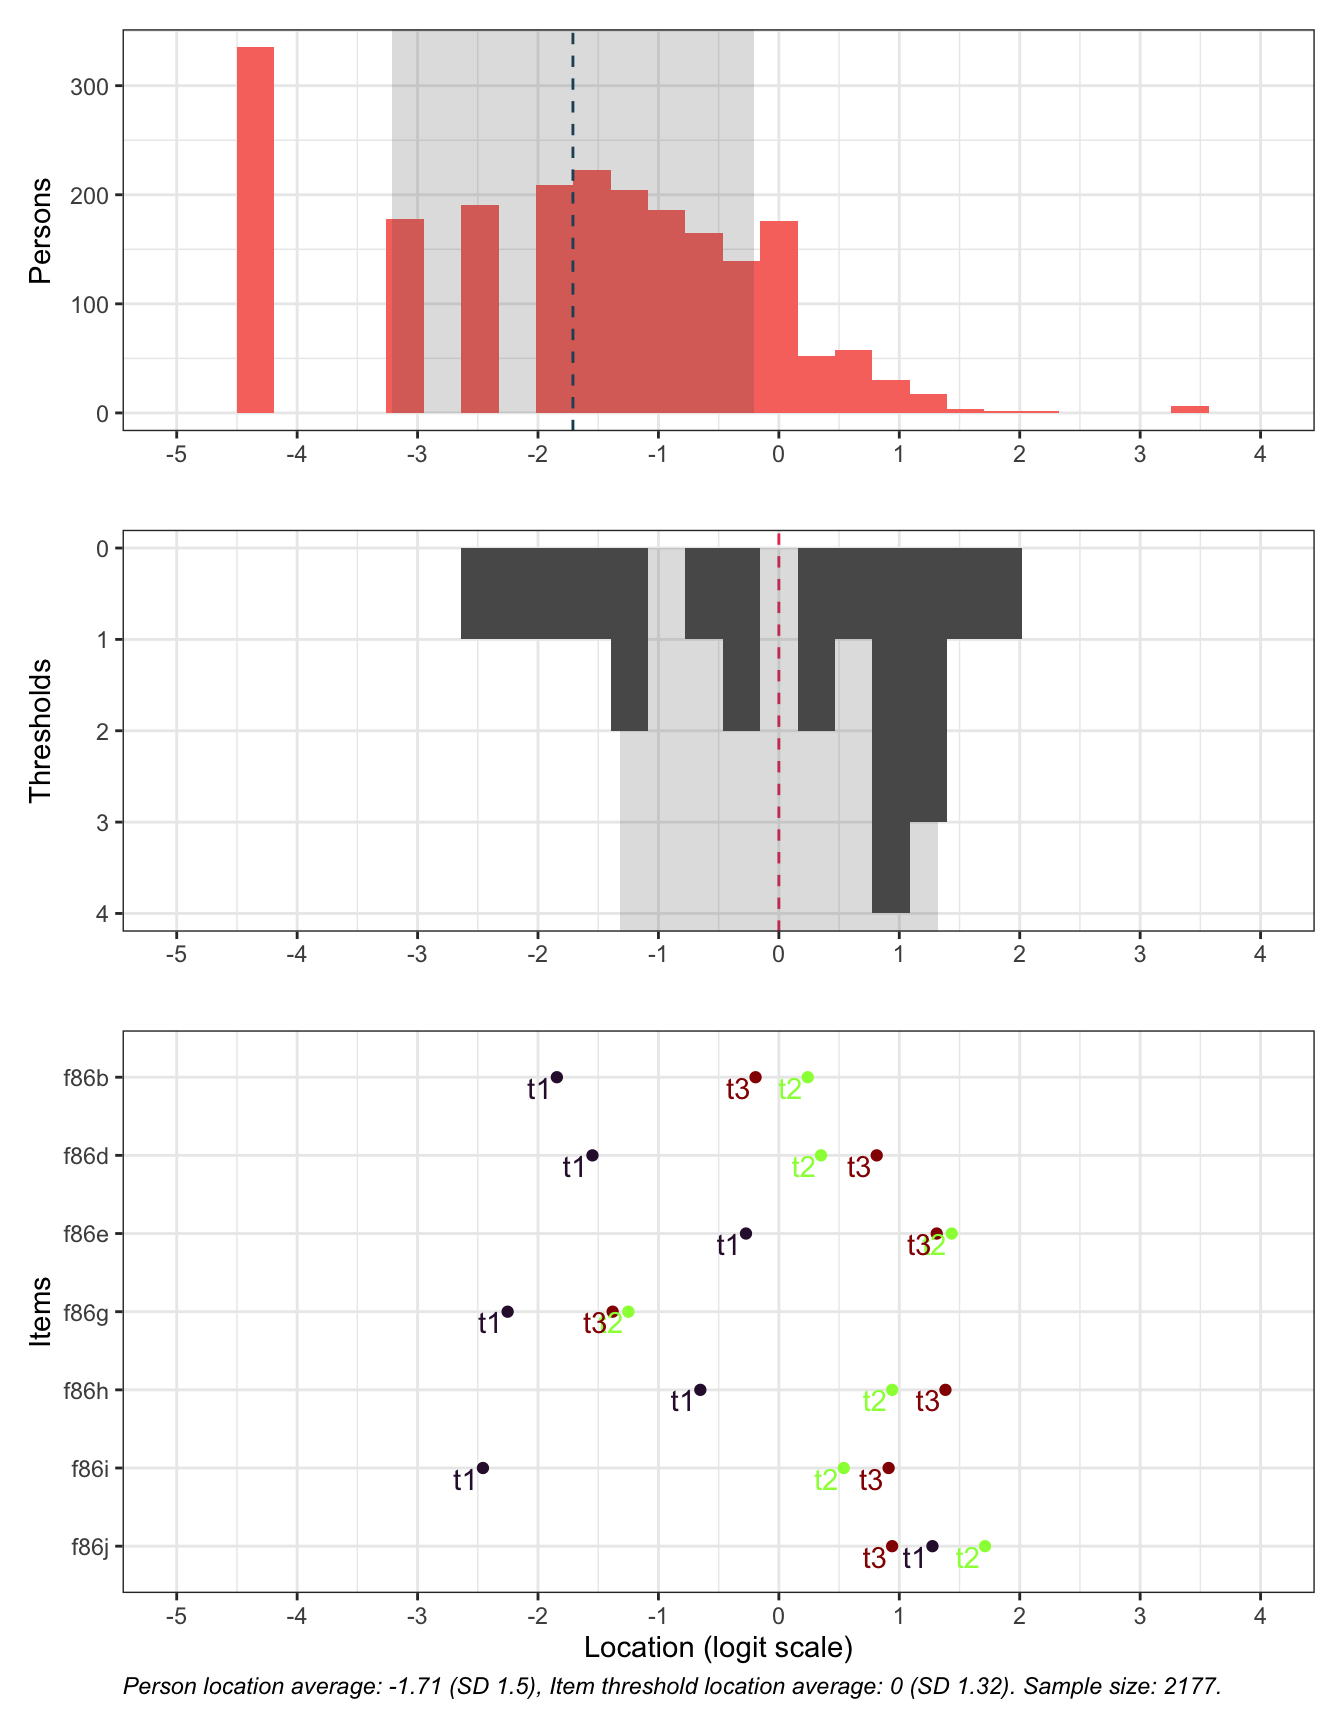 300
200
100
0
Persons
-5 -4 -3 -2 -1 0 1 2 3 4
0
1
2
3
4
Thresholds
-5 -4 -3 -2 -1 0 1 2 3 4
f86b t1 t3 t2
f86d t1 t2 t3
f86e t1 t3 t2
f86g t1 t3 t2
f86h t1 t2 t3
f86i t1 t2 t3
f86j t3 t1 t2
Items
-5 -4 -3 -2 -1 0 1 2 3 4
Location (logit scale)
Person location average: -1.71 (SD 1.5), Item threshold location average: 0 (SD 1.32). Sample size: 2177.